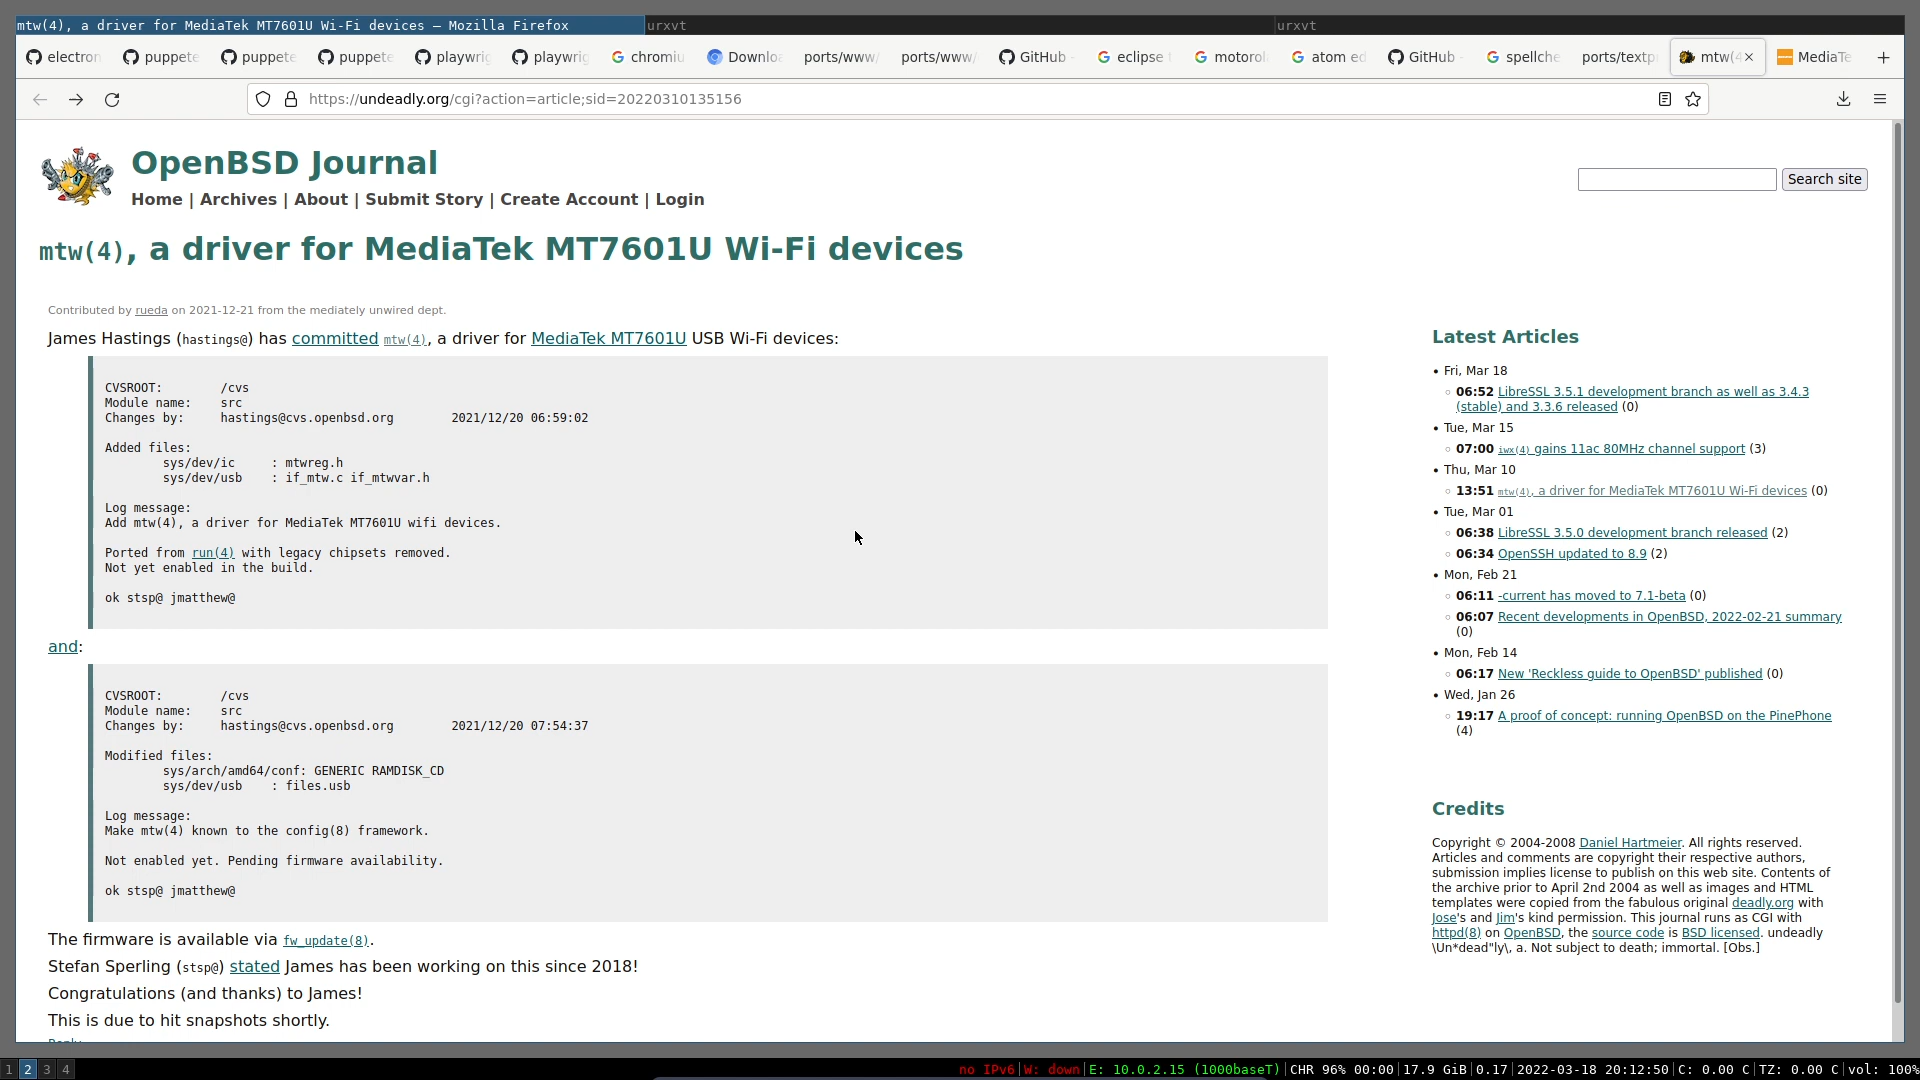 mtw(4), a driver for MediaTek MT7601U Wi-Fi devices — Mozilla Firefox
urxvt
urxvt
electron
puppete
puppete
puppete
playwrig
playwrig
chromiu
Downloa
ports/www/
ports/www/
GitHub -
eclipse t
motorol
atom ed
GitHub -
spellche
ports/textp
mtw(4
MediaTe
https://undeadly.org/cgi?action=article;sid=20220310135156
OpenBSD Journal
Home | Archives | About | Submit Story | Create Account | Login
Search site
mtw(4), a driver for MediaTek MT7601U Wi-Fi devices
Contributed by rueda on 2021-12-21 from the mediately unwired dept.
James Hastings (hastings@) has committed mtw(4), a driver for MediaTek MT7601U USB Wi-Fi devices:
CVSROOT:        /cvs
Module name:    src
Changes by:     hastings@cvs.openbsd.org        2021/12/20 06:59:02
Added files:
        sys/dev/ic     : mtwreg.h
        sys/dev/usb    : if_mtw.c if_mtwvar.h
Log message:
Add mtw(4), a driver for MediaTek MT7601U wifi devices.
Ported from run(4) with legacy chipsets removed.
Not yet enabled in the build.
ok stsp@ jmatthew@
and:
CVSROOT:        /cvs
Module name:    src
Changes by:     hastings@cvs.openbsd.org        2021/12/20 07:54:37
Modified files:
        sys/arch/amd64/conf: GENERIC RAMDISK_CD
        sys/dev/usb    : files.usb
Log message:
Make mtw(4) known to the config(8) framework.
Not enabled yet. Pending firmware availability.
ok stsp@ jmatthew@
The firmware is available via fw_update(8).
Stefan Sperling (stsp@) stated James has been working on this since 2018!
Congratulations (and thanks) to James!
This is due to hit snapshots shortly.
Latest Articles
Fri, Mar 18
06:52 LibreSSL 3.5.1 development branch as well as 3.4.3
(stable) and 3.3.6 released (0)
Tue, Mar 15
07:00 iwx(4) gains 11ac 80MHz channel support (3)
Thu, Mar 10
13:51 mtw(4), a driver for MediaTek MT7601U Wi-Fi devices (0)
Tue, Mar 01
06:38 LibreSSL 3.5.0 development branch released (2)
06:34 OpenSSH updated to 8.9 (2)
Mon, Feb 21
06:11 -current has moved to 7.1-beta (0)
06:07 Recent developments in OpenBSD, 2022-02-21 summary
(0)
Mon, Feb 14
06:17 New 'Reckless guide to OpenBSD' published (0)
Wed, Jan 26
19:17 A proof of concept: running OpenBSD on the PinePhone
(4)
Credits
Copyright © 2004-2008 Daniel Hartmeier. All rights reserved.
Articles and comments are copyright their respective authors,
submission implies license to publish on this web site. Contents of
the archive prior to April 2nd 2004 as well as images and HTML
templates were copied from the fabulous original deadly.org with
Jose's and Jim's kind permission. This journal runs as CGI with
httpd(8) on OpenBSD, the source code is BSD licensed. undeadly
\Un*dead"ly\, a. Not subject to death; immortal. [Obs.]
1 2 3 4
no IPv6|W: down|E: 10.0.2.15 (1000baseT)|CHR 96% 00:00|17.9 GiB|0.17|2022-03-18 20:12:50|C: 0.00 C|TZ: 0.00 C|vol: 100%